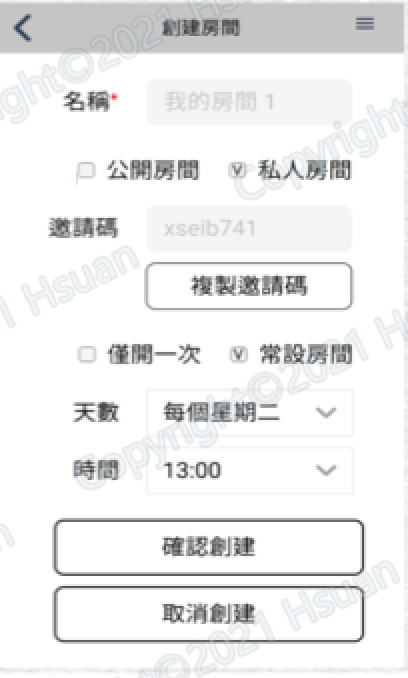 創建房間
名稱* 我的房間 1
公開房間 V 私人房間
邀請碼 xseib741
複製邀請碼
僅開一次 V 常設房間
天數 每個星期二
時間 13:00
確認創建
取消創建
Copyright©2021 Hsuan